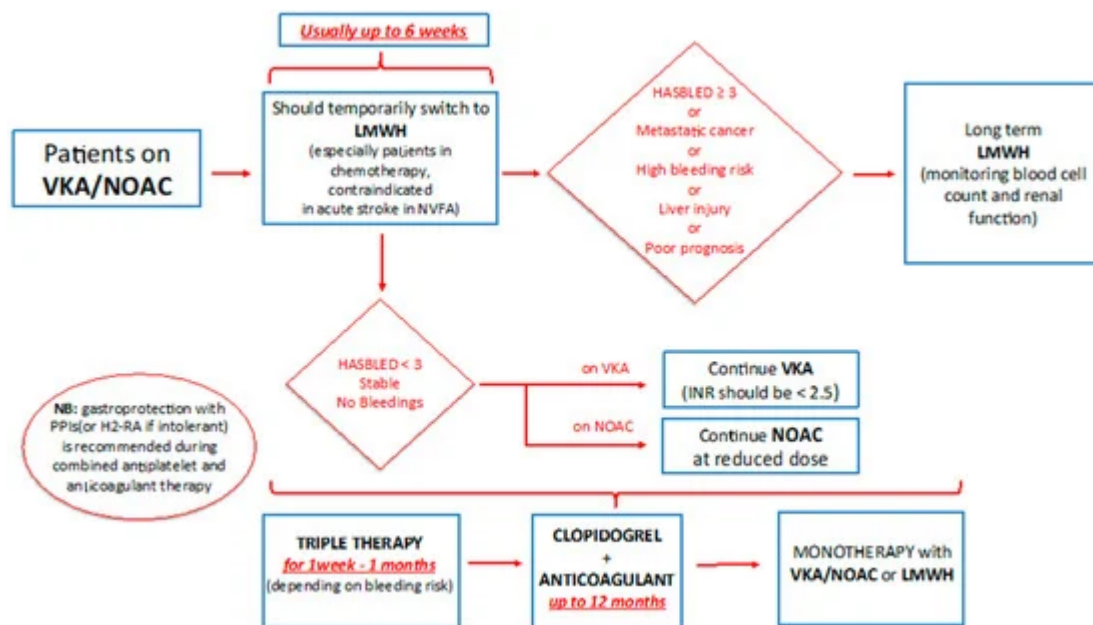 Usually up to 6 weeks
Patients on
VKA/NOAC
Should temporarily switch to
LMWH
(especially patients in
chemotherapy,
contraindicated
in acute stroke in NVFA)
HASBLED ≥ 3
or
Metastatic cancer
or
High bleeding risk
or
Liver injury
or
Poor prognosis
Long term
LMWH
(monitoring blood cell
count and renal
function)
HASBLED < 3
Stable
No Bleedings
on VKA
Continue VKA
(INR should be < 2.5)
on NOAC
Continue NOAC
at reduced dose
NB: gastroprotection with
PPIs(or H2-RA if intolerant)
is recommended during
combined antiplatelet and
anticoagulant therapy
TRIPLE THERAPY
for 1week - 1 months
(depending on bleeding risk)
CLOPIDOGREL
+
ANTICOAGULANT
up to 12 months
MONOTHERAPY with
VKA/NOAC or LMWH